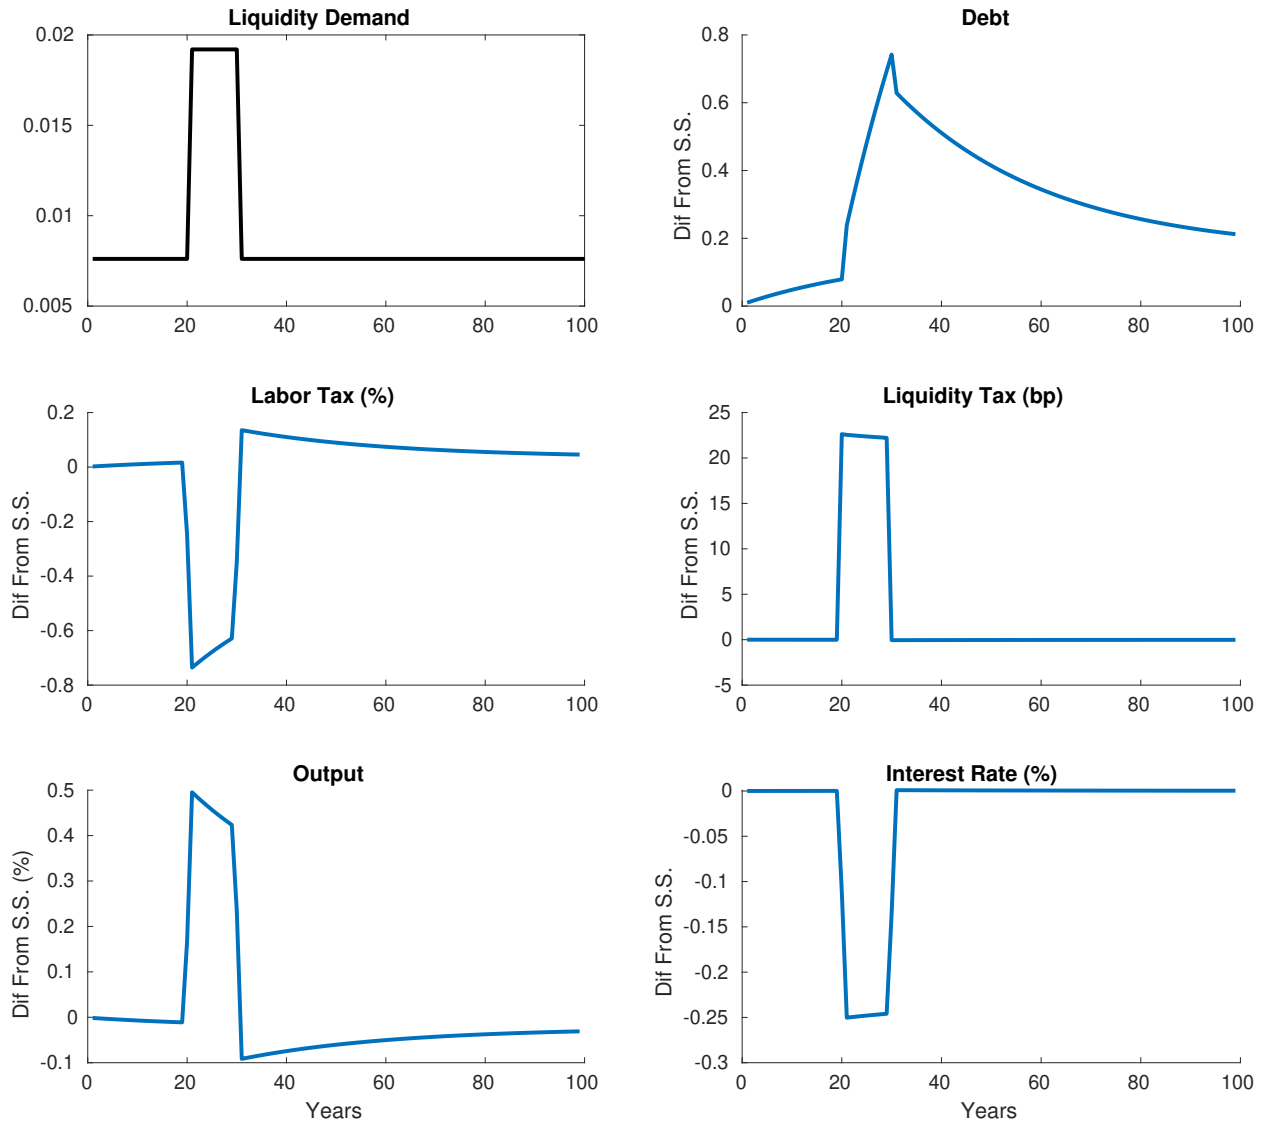 Liquidity Demand
0.02
0.015
0.01
0.005
0 20 40 60 80 100
Debt
Dif From S.S.
0.8
0.6
0.4
0.2
0
0 20 40 60 80 100
Labor Tax (%)
Dif From S.S.
0.2
0
-0.2
-0.4
-0.6
-0.8
0 20 40 60 80 100
Liquidity Tax (bp)
Dif From S.S.
25
20
15
10
5
0
-5
0 20 40 60 80 100
Output
Dif From S.S. (%)
0.5
0.4
0.3
0.2
0.1
0
-0.1
0 20 40 60 80 100
Years
Interest Rate (%)
Dif From S.S.
0
-0.05
-0.1
-0.15
-0.2
-0.25
-0.3
0 20 40 60 80 100
Years